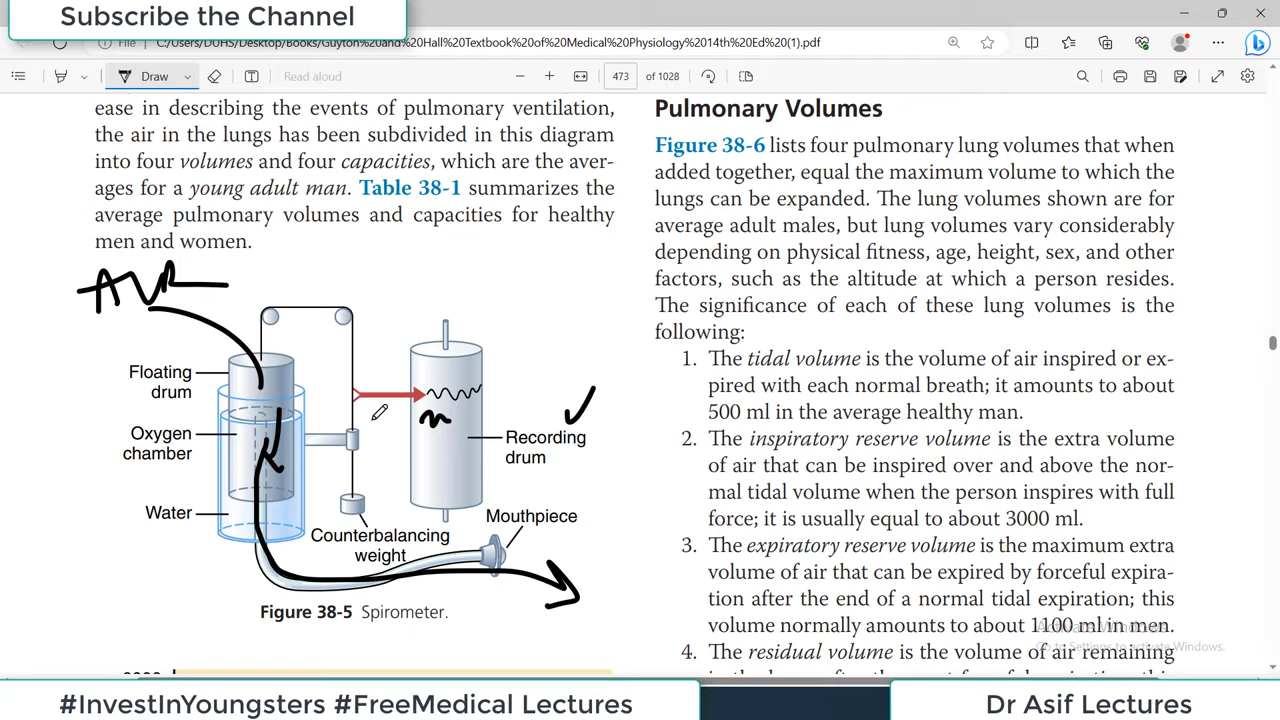 Subscribe the Channel
File
C:/Users/DUHS/Desktop/Books/Guyton%20and%20Hall%20Textbook%20of%20Medical%20Physiology%2014th%20Ed%20(1).pdf
Draw
Read aloud
473 of 1028
ease in describing the events of pulmonary ventilation,
the air in the lungs has been subdivided in this diagram
into four volumes and four capacities, which are the aver-
ages for a young adult man. Table 38-1 summarizes the
average pulmonary volumes and capacities for healthy
men and women.
AIR
Floating
drum
Oxygen
chamber
Water
Recording
drum
Mouthpiece
Counterbalancing
weight
Figure 38-5 Spirometer.
Pulmonary Volumes
Figure 38-6 lists four pulmonary lung volumes that when
added together, equal the maximum volume to which the
lungs can be expanded. The lung volumes shown are for
average adult males, but lung volumes vary considerably
depending on physical fitness, age, height, sex, and other
factors, such as the altitude at which a person resides.
The significance of each of these lung volumes is the
following:
1. The tidal volume is the volume of air inspired or ex-
pired with each normal breath; it amounts to about
500 ml in the average healthy man.
2. The inspiratory reserve volume is the extra volume
of air that can be inspired over and above the nor-
mal tidal volume when the person inspires with full
force; it is usually equal to about 3000 ml.
3. The expiratory reserve volume is the maximum extra
volume of air that can be expired by forceful expira-
tion after the end of a normal tidal expiration; this
volume normally amounts to about 1100 ml in men.
4. The residual volume is the volume of air remaining
Activate Windows
Go to Settings to activate Windows.
#InvestInYoungsters #FreeMedical Lectures
Dr Asif Lectures